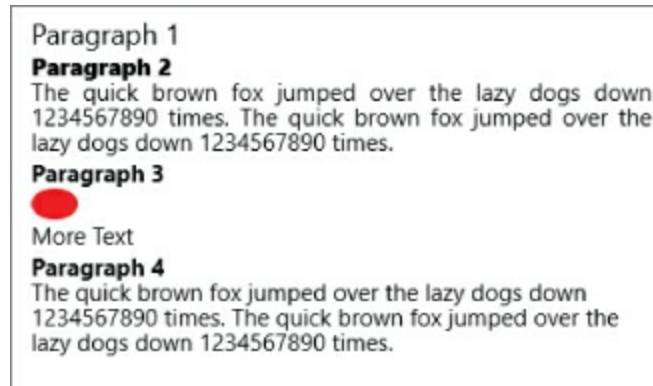 Paragraph 1
Paragraph 2
The quick brown fox jumped over the lazy dogs down
1234567890 times. The quick brown fox jumped over the
lazy dogs down 1234567890 times.
Paragraph 3
More Text
Paragraph 4
The quick brown fox jumped over the lazy dogs down
1234567890 times. The quick brown fox jumped over the
lazy dogs down 1234567890 times.